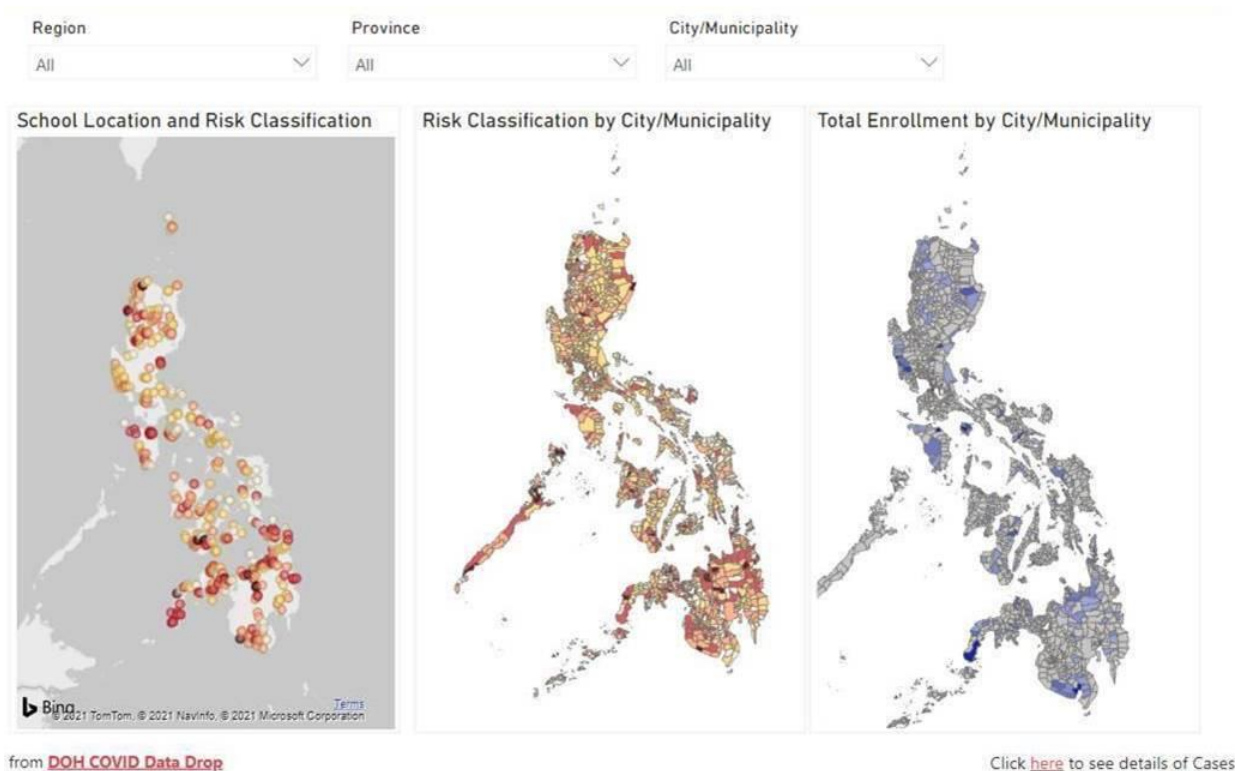 Region
Province
City/Municipality
All
All
All
School Location and Risk Classification
Risk Classification by City/Municipality
Total Enrollment by City/Municipality
Bing
Terms
© 2021 TomTom, © 2021 NavInfo, © 2021 Microsoft Corporation
from DOH COVID Data Drop
Click here to see details of Cases